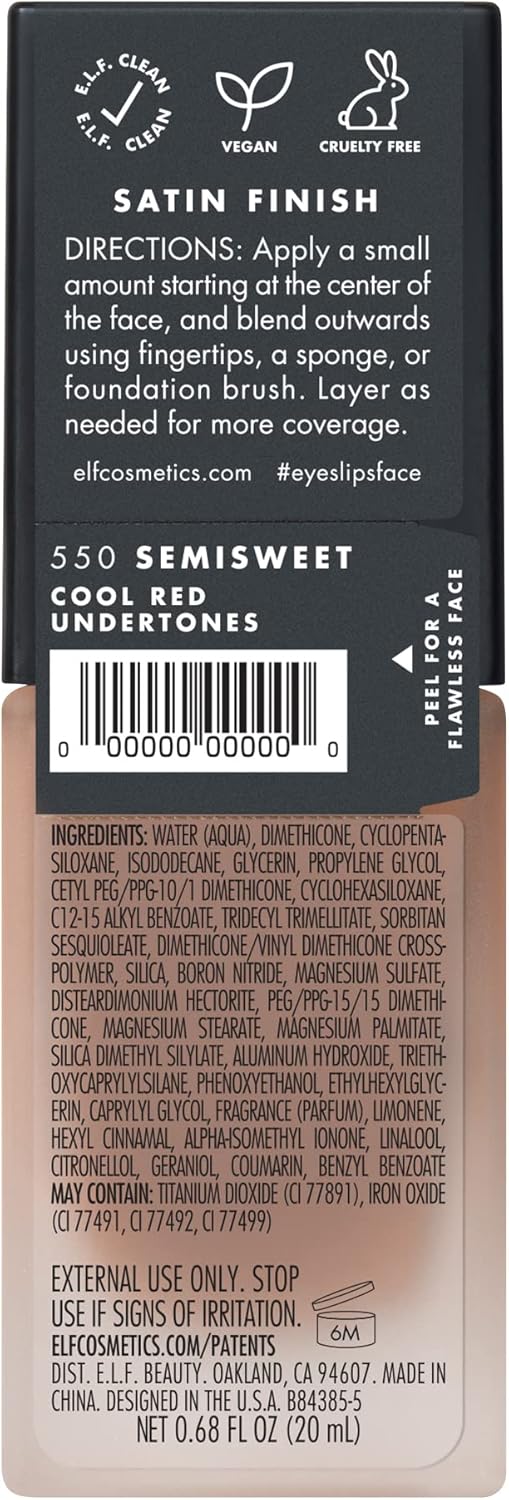 E.L.F. CLEAN
E.L.F. CLEAN
VEGAN
CRUELTY FREE
SATIN FINISH
DIRECTIONS: Apply a small
amount starting at the center of
the face, and blend outwards
using fingertips, a sponge, or
foundation brush. Layer as
needed for more coverage.
elfcosmetics.com #eyeslipsface
550 SEMISWEET
COOL RED
UNDERTONES
PEEL FOR A
FLAWLESS FACE
0 00000 00000 0
INGREDIENTS: WATER (AQUA), DIMETHICONE, CYCLOPENTA-
SILOXANE, ISODODECANE, GLYCERIN, PROPYLENE GLYCOL,
CETYL PEG/PPG-10/1 DIMETHICONE, CYCLOHEXASILOXANE,
C12-15 ALKYL BENZOATE, TRIDECYL TRIMELLITATE, SORBITAN
SESQUIOLEATE, DIMETHICONE/VINYL DIMETHICONE CROSS-
POLYMER, SILICA, BORON NITRIDE, MAGNESIUM SULFATE,
DISTEARDIMONIUM HECTORITE, PEG/PPG-15/15 DIMETHI-
CONE, MAGNESIUM STEARATE, MAGNESIUM PALMITATE,
SILICA DIMETHYL SILYLATE, ALUMINUM HYDROXIDE, TRIETH-
OXYCAPRYLYLSILANE, PHENOXYETHANOL, ETHYLHEXYLGLYC-
ERIN, CAPRYLYL GLYCOL, FRAGRANCE (PARFUM), LIMONENE,
HEXYL CINNAMAL, ALPHA-ISOMETHYL IONONE, LINALOOL,
CITRONELLOL, GERANIOL, COUMARIN, BENZYL BENZOATE
MAY CONTAIN: TITANIUM DIOXIDE (CI 77891), IRON OXIDE
(CI 77491, CI 77492, CI 77499)
EXTERNAL USE ONLY. STOP
USE IF SIGNS OF IRRITATION.
6M
ELFCOSMETICS.COM/PATENTS
DIST. E.L.F. BEAUTY. OAKLAND, CA 94607. MADE IN
CHINA. DESIGNED IN THE U.S.A. B84385-5
NET 0.68 FL OZ (20 mL)